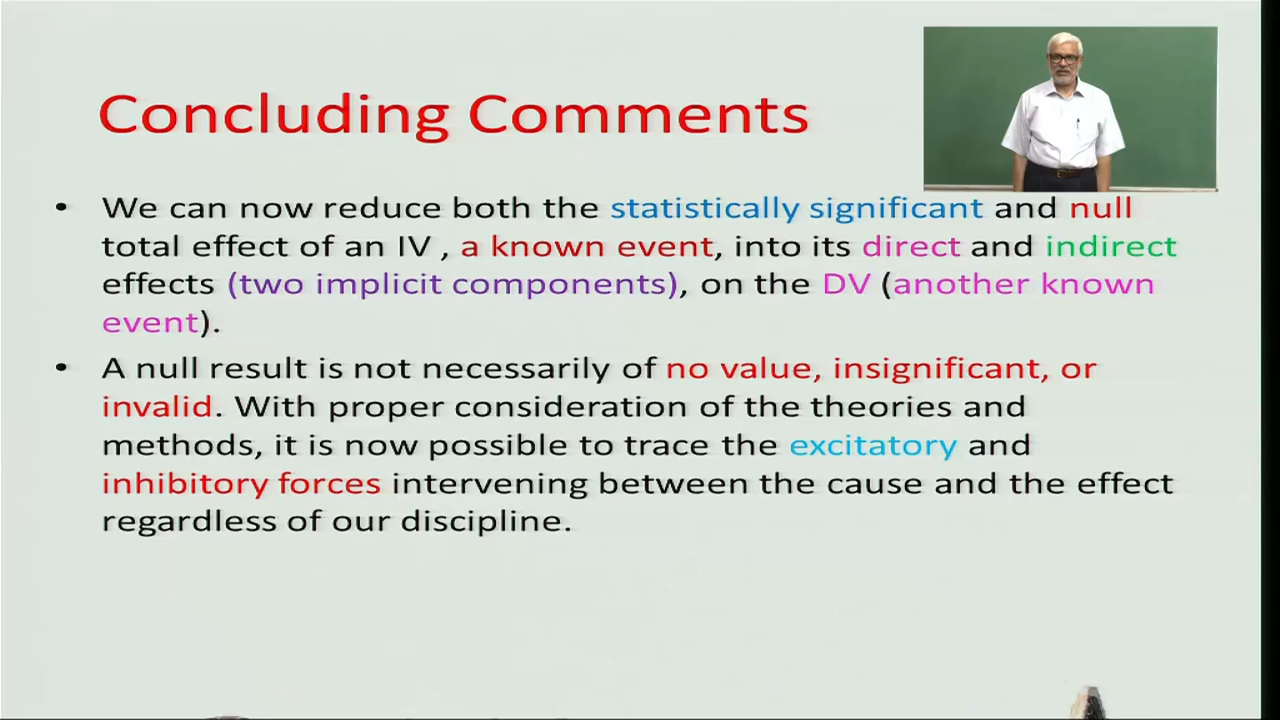 Concluding Comments
• We can now reduce both the statistically significant and null
total effect of an IV , a known event, into its direct and indirect
effects (two implicit components), on the DV (another known
event).
• A null result is not necessarily of no value, insignificant, or
invalid. With proper consideration of the theories and
methods, it is now possible to trace the excitatory and
inhibitory forces intervening between the cause and the effect
regardless of our discipline.